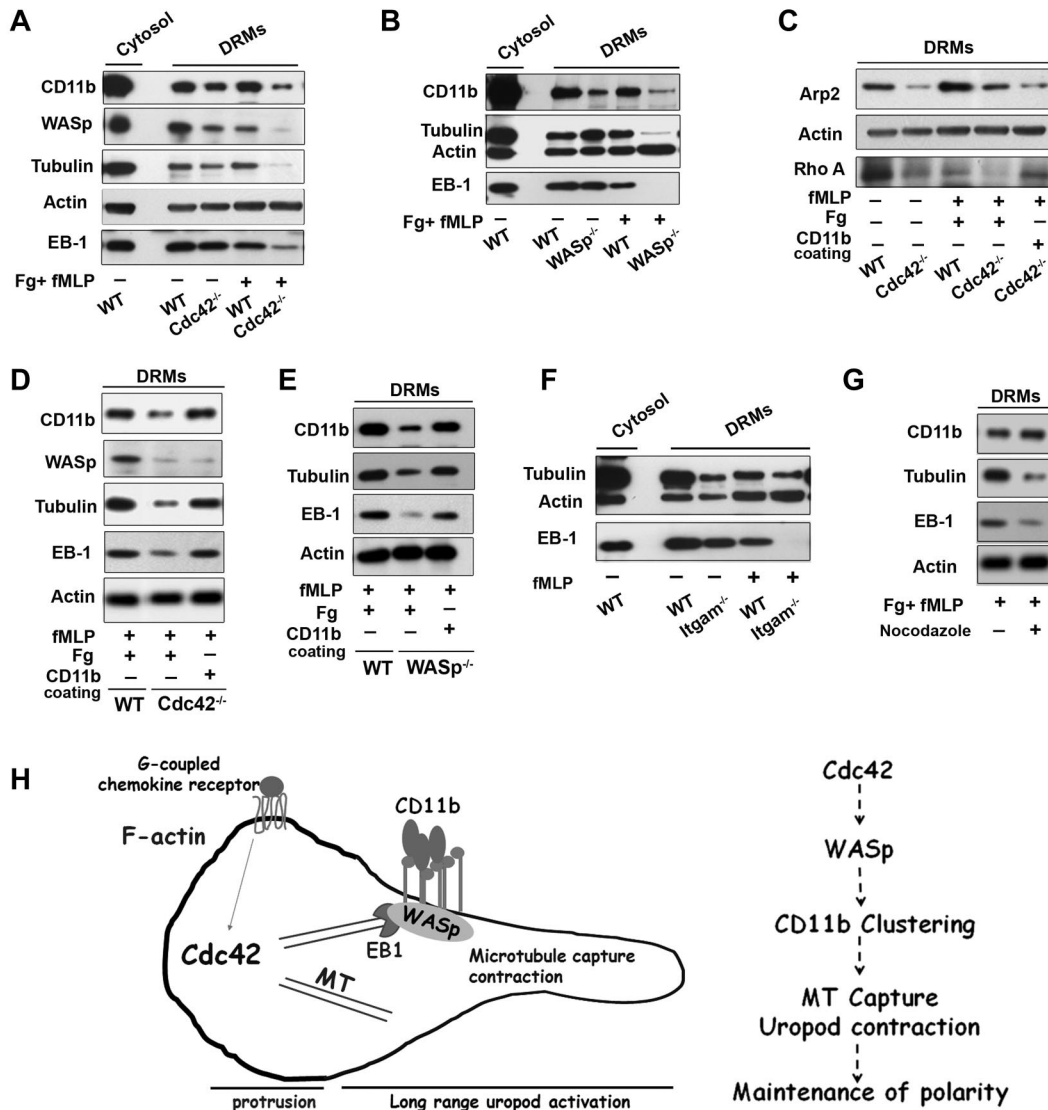 A
Cytosol
DRMs
CD11b
WASp
Tubulin
Actin
EB-1
Fg+ fMLP
– – – + +
WT WT Cdc42-/- WT Cdc42-/-
B
Cytosol
DRMs
CD11b
Tubulin
Actin
EB-1
Fg+ fMLP
– – – + +
WT WT WASp-/- WT WASp-/-
C
DRMs
Arp2
Actin
Rho A
fMLP – – + + +
Fg – – + + –
CD11b
coating – – – – +
WT Cdc42-/- WT Cdc42-/- Cdc42-/-
D
DRMs
CD11b
WASp
Tubulin
EB-1
Actin
fMLP + + +
Fg + + –
CD11b – – +
coating
WT Cdc42-/-
E
DRMs
CD11b
Tubulin
EB-1
Actin
fMLP + + +
Fg + + –
CD11b – – +
coating
WT WASp-/-
F
Cytosol
DRMs
Tubulin
Actin
EB-1
fMLP – – – + +
WT WT Itgam-/- WT Itgam-/-
G
DRMs
CD11b
Tubulin
EB-1
Actin
Fg+ fMLP + +
Nocodazole – +
H
G-coupled
chemokine receptor
F-actin
CD11b
WASp
EB1
Cdc42
MT
Microtubule capture
contraction
protrusion
Long range uropod activation
Cdc42
WASp
CD11b Clustering
MT Capture
Uropod contraction
Maintenance of polarity